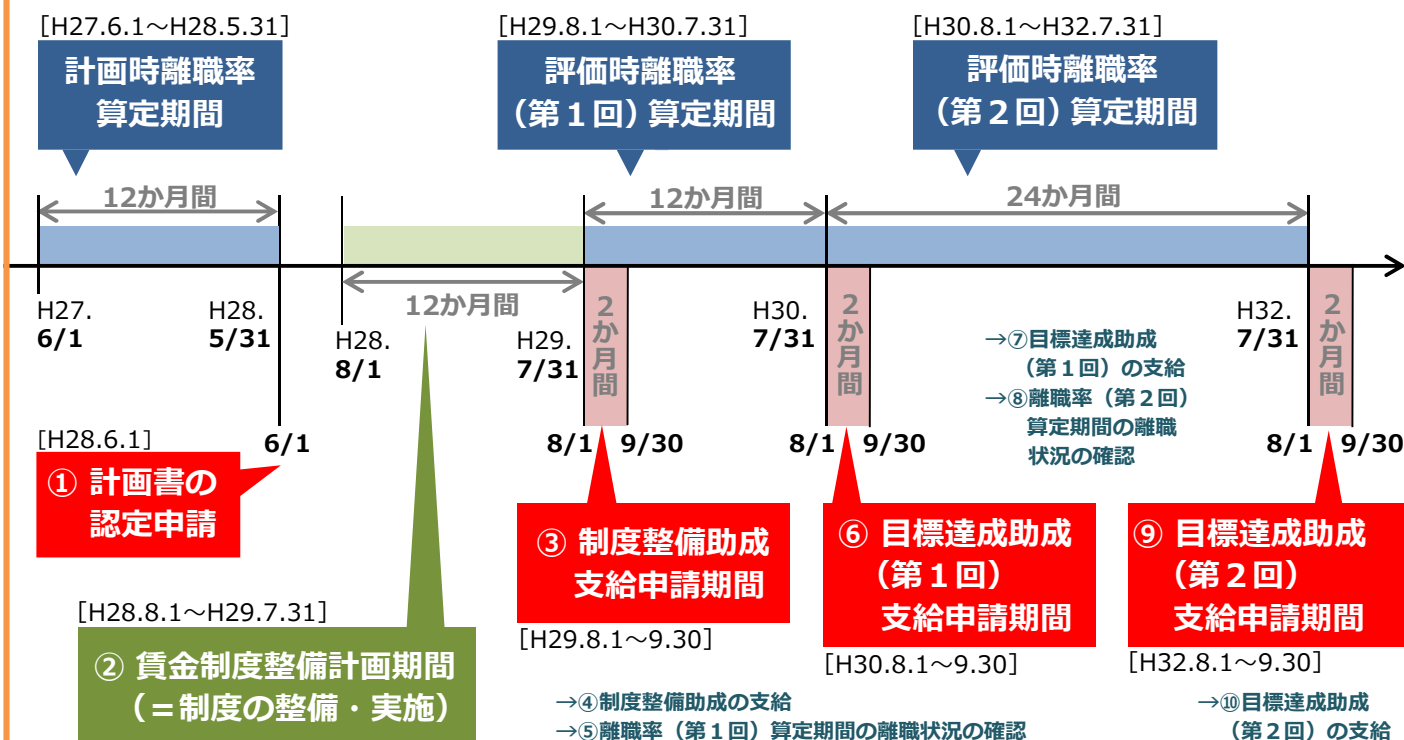 [H27.6.1～H28.5.31]
計画時離職率
算定期間
[H29.8.1～H30.7.31]
評価時離職率
（第１回）算定期間
[H30.8.1～H32.7.31]
評価時離職率
（第２回）算定期間
12か月間
12か月間
24か月間
12か月間
H27.
6/1
H28.
5/31
H28.
8/1
H29.
7/31
２か月間
H30.
7/31
２か月間
→⑦目標達成助成
（第１回）の支給
→⑧離職率（第２回）
算定期間の離職
状況の確認
H32.
7/31
２か月間
[H28.6.1]
6/1
8/1 9/30
8/1 9/30
8/1 9/30
① 計画書の
認定申請
③ 制度整備助成
支給申請期間
[H29.8.1～9.30]
⑥ 目標達成助成
（第１回）
支給申請期間
[H30.8.1～9.30]
⑨ 目標達成助成
（第２回）
支給申請期間
[H32.8.1～9.30]
[H28.8.1～H29.7.31]
② 賃金制度整備計画期間
（＝制度の整備・実施）
→④制度整備助成の支給
→⑤離職率（第１回）算定期間の離職状況の確認
→⑩目標達成助成
（第２回）の支給